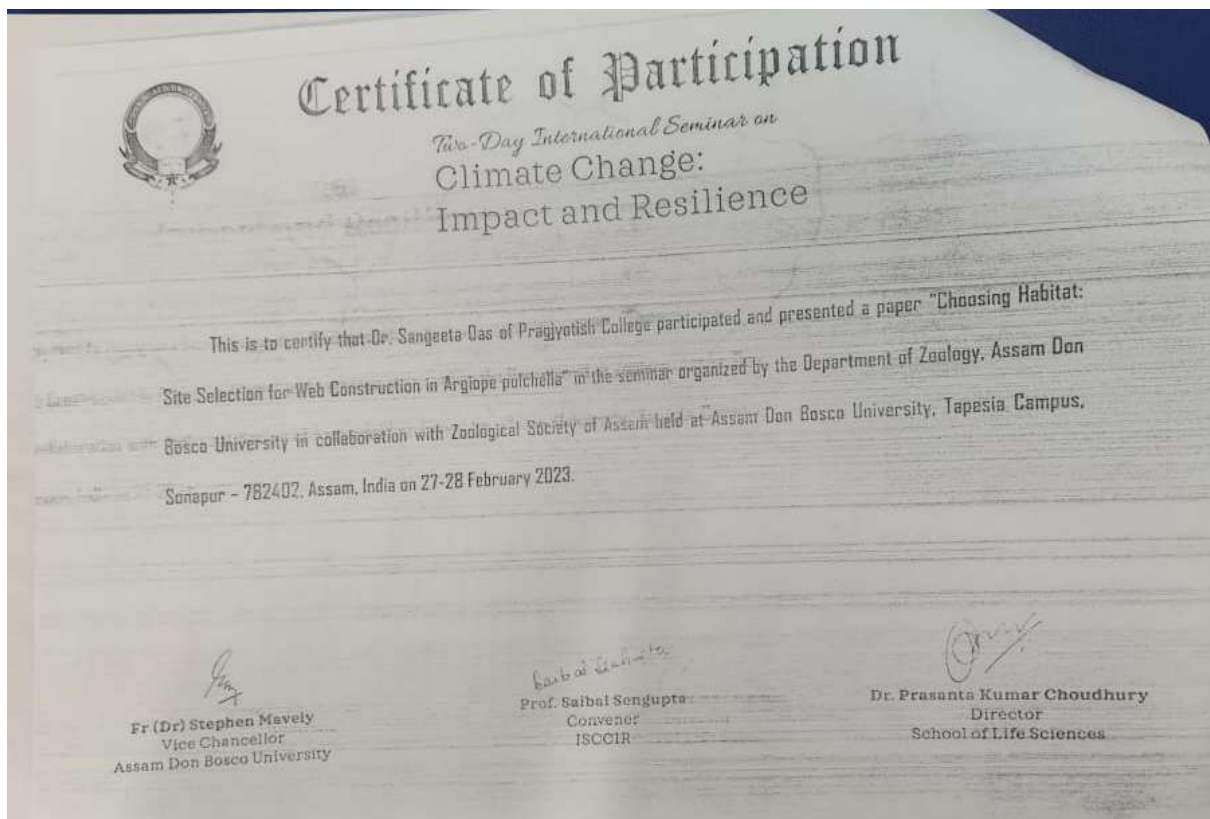 Certificate of Participation
Two-Day International Seminar on
Climate Change:
Impact and Resilience
This is to certify that Dr. Sangeeta Das of Pragjyotish College participated and presented a paper "Choosing Habitat:
Site Selection for Web Construction in Argiope pulchella" in the seminar organized by the Department of Zoology, Assam Don
Bosco University in collaboration with Zoological Society of Assam held at Assam Don Bosco University, Tapesia Campus,
Sonapur – 782402, Assam, India on 27-28 February 2023.
Fr (Dr) Stephen Mavely
Vice Chancellor
Assam Don Bosco University
Prof. Saibal Sengupta
Convener
ISCCIR
Dr. Prasanta Kumar Choudhury
Director
School of Life Sciences